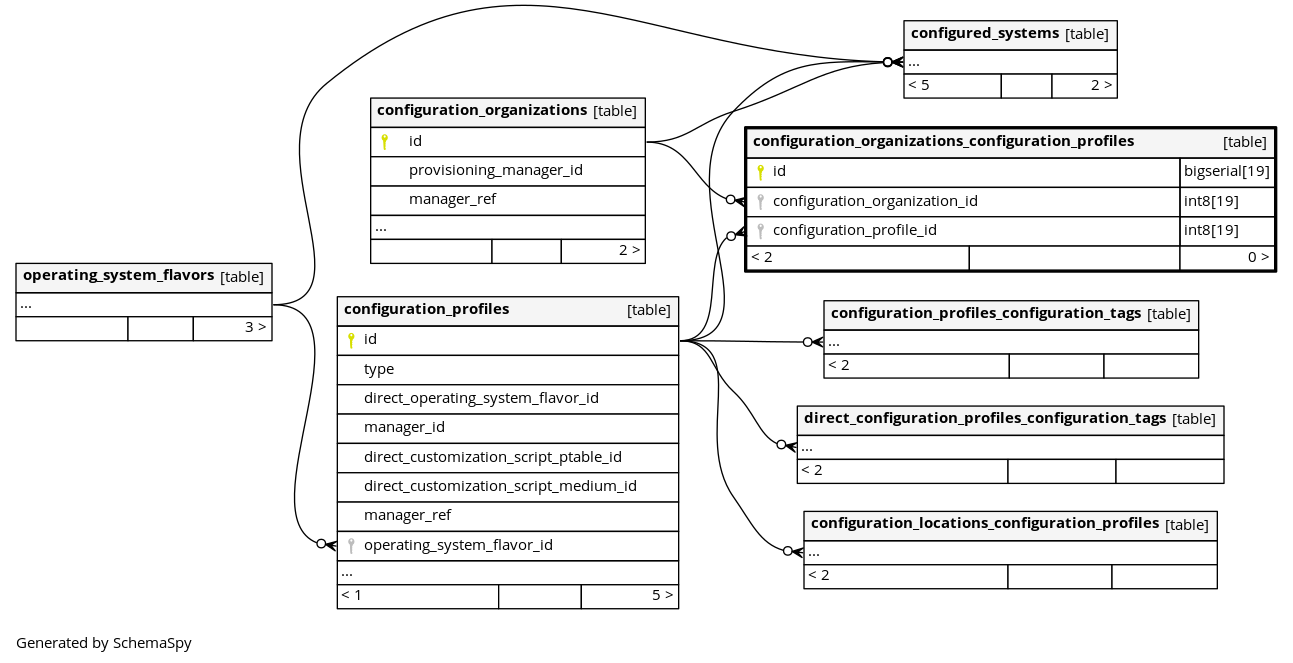 configured_systems [table]
...
< 5 2 >
configuration_organizations [table]
id
provisioning_manager_id
manager_ref
...
2 >
configuration_organizations_configuration_profiles [table]
id bigserial[19]
configuration_organization_id int8[19]
configuration_profile_id int8[19]
< 2 0 >
operating_system_flavors [table]
...
3 >
configuration_profiles [table]
id
type
direct_operating_system_flavor_id
manager_id
direct_customization_script_ptable_id
direct_customization_script_medium_id
manager_ref
operating_system_flavor_id
...
< 1 5 >
configuration_profiles_configuration_tags [table]
...
< 2
direct_configuration_profiles_configuration_tags [table]
...
< 2
configuration_locations_configuration_profiles [table]
...
< 2
Generated by SchemaSpy